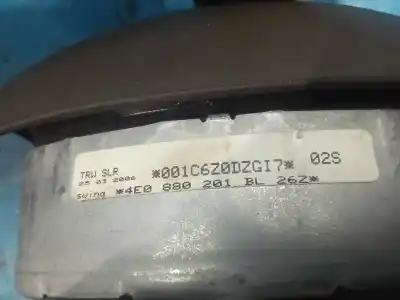 TRW SLR *001C6Z0DZGI7* 02S
25 03 2006
swing *4E0 880 201 BL 26Z*